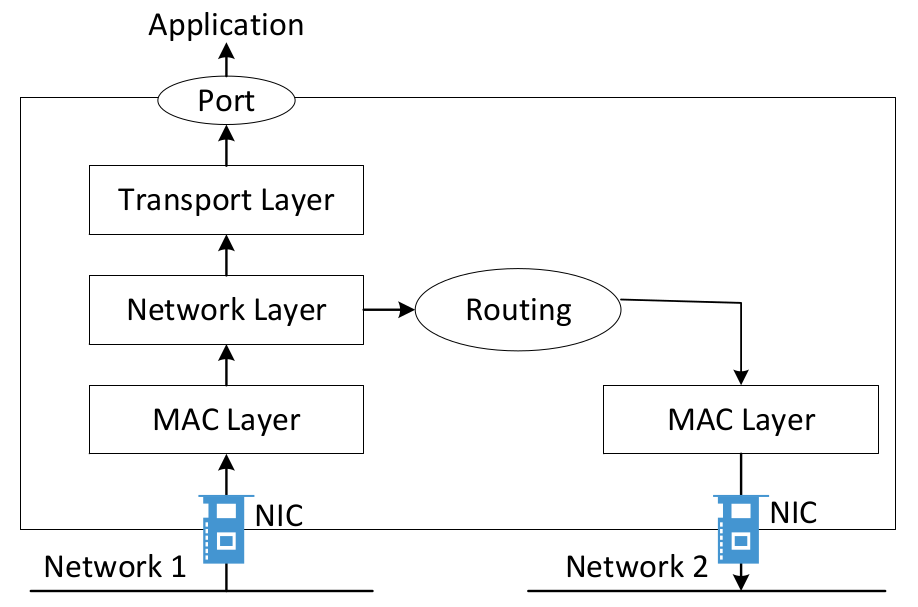 Application
Port
Transport Layer
Network Layer
Routing
MAC Layer
MAC Layer
NIC
NIC
Network 1
Network 2